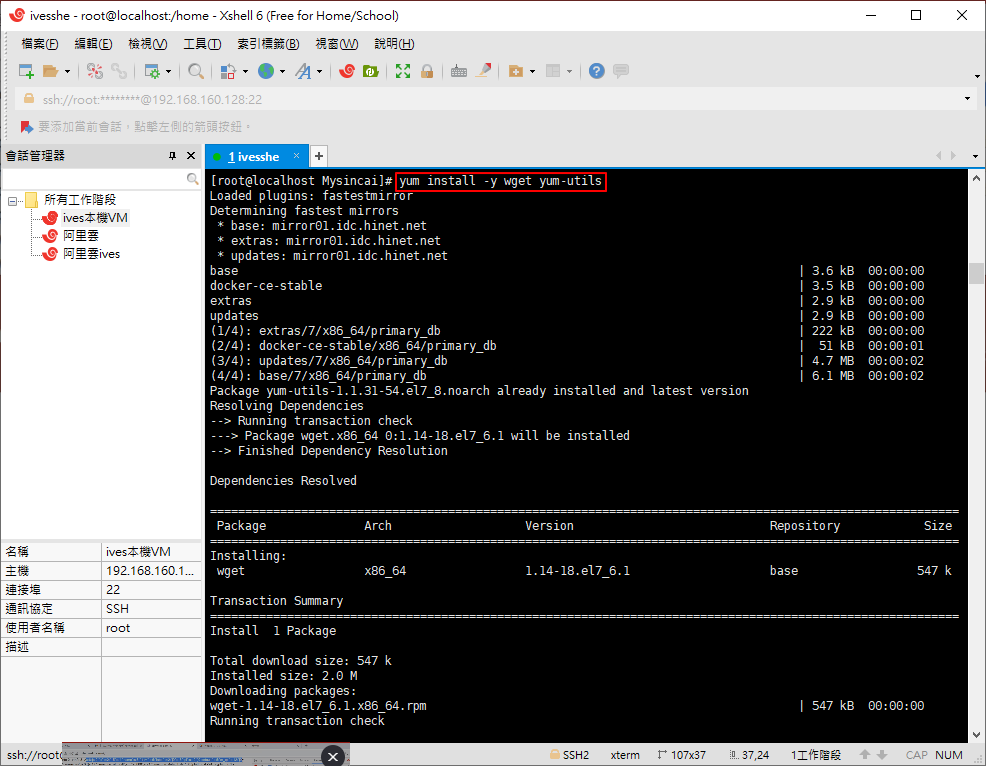 ivesshe - root@localhost:/home - Xshell 6 (Free for Home/School)
檔案(F) 編輯(E) 檢視(V) 工具(T) 索引標籤(B) 視窗(W) 說明(H)
ssh://root:********@192.168.160.128:22
要添加當前會話，點擊左側的箭頭按鈕。
會話管理器
1 ivesshe
所有工作階段
ives本機VM
阿里雲
阿里雲ives
名稱 ives本機VM
主機 192.168.160.1...
連接埠 22
通訊協定 SSH
使用者名稱 root
描述
[root@localhost Mysincai]# yum install -y wget yum-utils
Loaded plugins: fastestmirror
Determining fastest mirrors
* base: mirror01.idc.hinet.net
* extras: mirror01.idc.hinet.net
* updates: mirror01.idc.hinet.net
base | 3.6 kB 00:00:00
docker-ce-stable | 3.5 kB 00:00:00
extras | 2.9 kB 00:00:00
updates | 2.9 kB 00:00:00
(1/4): extras/7/x86_64/primary_db | 222 kB 00:00:00
(2/4): docker-ce-stable/x86_64/primary_db | 51 kB 00:00:01
(3/4): updates/7/x86_64/primary_db | 4.7 MB 00:00:02
(4/4): base/7/x86_64/primary_db | 6.1 MB 00:00:02
Package yum-utils-1.1.31-54.el7_8.noarch already installed and latest version
Resolving Dependencies
--> Running transaction check
---> Package wget.x86_64 0:1.14-18.el7_6.1 will be installed
--> Finished Dependency Resolution
Dependencies Resolved
================================================================================
Package Arch Version Repository Size
================================================================================
Installing:
wget x86_64 1.14-18.el7_6.1 base 547 k
Transaction Summary
================================================================================
Install 1 Package
Total download size: 547 k
Installed size: 2.0 M
Downloading packages:
wget-1.14-18.el7_6.1.x86_64.rpm | 547 kB 00:00:00
Running transaction check
ssh://root SSH2 xterm 107x37 37,24 1工作階段 CAP NUM